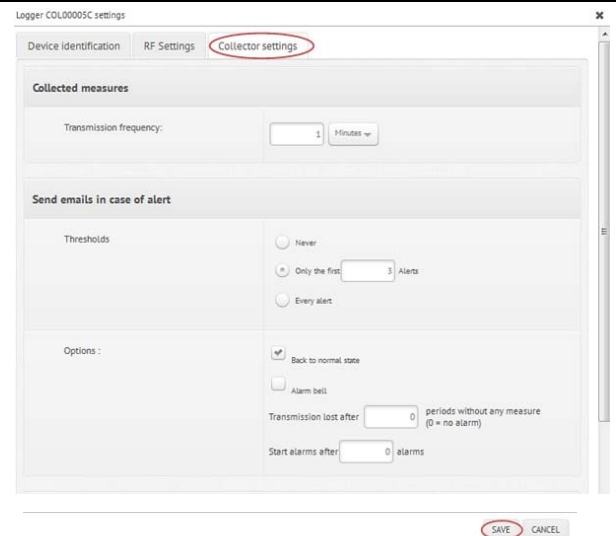 Logger COL00005C settings
Device identification RF Settings Collector settings
Collected measures
Transmission frequency: 1 Minutes
Send emails in case of alert
Thresholds
Never
Only the first 3 Alerts
Every alert
Options :
Back to normal state
Alarm bell
Transmission lost after 0 periods without any measure
(0 = no alarm)
Start alarms after 0 alarms
SAVE CANCEL